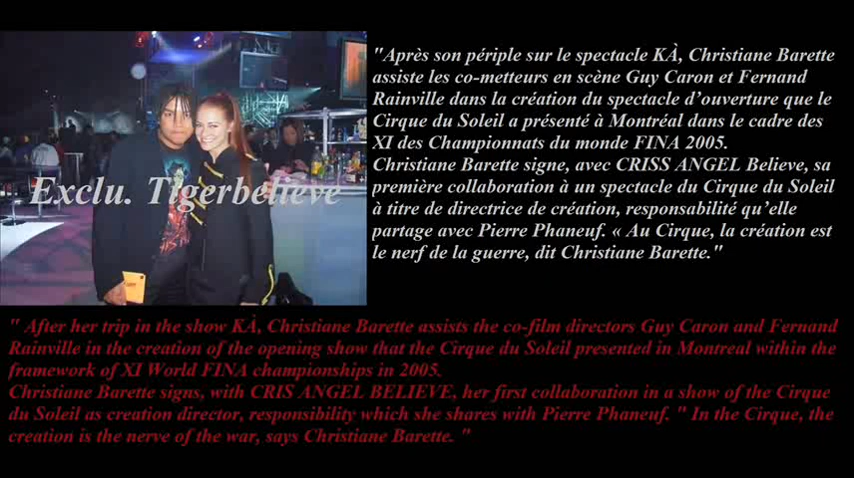 "Après son périple sur le spectacle KÀ, Christiane Barette
assiste les co-metteurs en scène Guy Caron et Fernand
Rainville dans la création du spectacle d'ouverture que le
Cirque du Soleil a présenté à Montréal dans le cadre des
XI des Championnats du monde FINA 2005.
Christiane Barette signe, avec CRISS ANGEL Believe, sa
première collaboration à un spectacle du Cirque du Soleil
à titre de directrice de création, responsabilité qu'elle
partage avec Pierre Phaneuf. « Au Cirque, la création est
le nerf de la guerre, dit Christiane Barette."
Exclu. Tigerbelieve
" After her trip in the show KÀ, Christiane Barette assists the co-film directors Guy Caron and Fernand
Rainville in the creation of the opening show that the Cirque du Soleil presented in Montreal within the
framework of XI World FINA championships in 2005.
Christiane Barette signs, with CRIS ANGEL BELIEVE, her first collaboration in a show of the Cirque
du Soleil as creation director, responsibility which she shares with Pierre Phaneuf. " In the Cirque, the
creation is the nerve of the war, says Christiane Barette. "